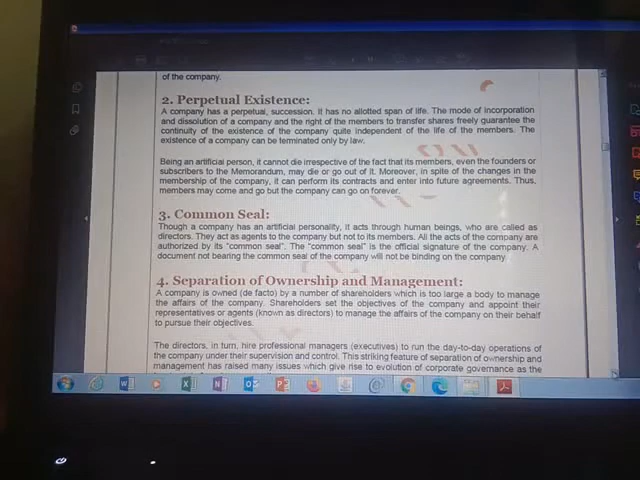 of the company.
2. Perpetual Existence:
A company has a perpetual, succession. It has no allotted span of life. The mode of incorporation
and dissolution of a company and the right of the members to transfer shares freely guarantee the
continuity of the existence of the company quite independent of the life of the members. The
existence of a company can be terminated only by law.
Being an artificial person, it cannot die irrespective of the fact that its members, even the founders or
subscribers to the Memorandum, may die or go out of it. Moreover, in spite of the changes in the
membership of the company, it can perform its contracts and enter into future agreements. Thus,
members may come and go but the company can go on forever.
3. Common Seal:
Though a company has an artificial personality, it acts through human beings, who are called as
directors. They act as agents to the company but not to its members. All the acts of the company are
authorized by its "common seal". The "common seal" is the official signature of the company. A
document not bearing the common seal of the company will not be binding on the company.
4. Separation of Ownership and Management:
A company is owned (de facto) by a number of shareholders which is too large a body to manage
the affairs of the company. Shareholders set the objectives of the company and appoint their
representatives or agents (known as directors) to manage the affairs of the company on their behalf
to pursue their objectives.
The directors, in turn, hire professional managers (executives) to run the day-to-day operations of
the company under their supervision and control. This striking feature of separation of ownership and
management has raised many issues which give rise to evolution of corporate governance as the